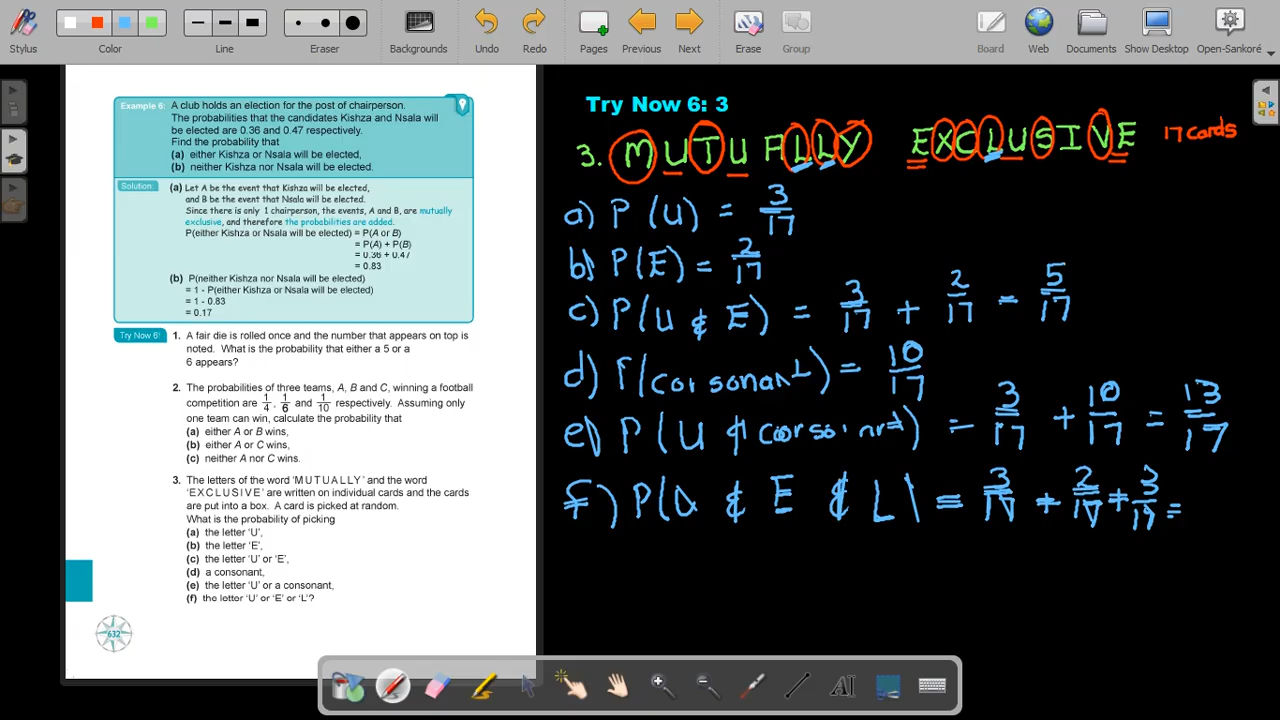 Stylus
Color
Line
Eraser
Backgrounds
Undo
Redo
Pages
Previous
Next
Erase
Group
Board
Web
Documents
Show Desktop
Open-Sankoré
Example 6:
A club holds an election for the post of chairperson.
The probabilities that the candidates Kishza and Nsala will
be elected are 0.36 and 0.47 respectively.
Find the probability that
(a) either Kishza or Nsala will be elected,
(b) neither Kishza nor Nsala will be elected.
Solution:
(a) Let A be the event that Kishza will be elected,
and B be the event that Nsala will be elected.
Since there is only 1 chairperson, the events, A and B, are mutually
exclusive, and therefore the probabilities are added.
P(either Kishza or Nsala will be elected) = P(A or B)
= P(A) + P(B)
= 0.36 + 0.47
= 0.83
(b) P(neither Kishza nor Nsala will be elected)
= 1 - P(either Kishza or Nsala will be elected)
= 1 - 0.83
= 0.17
Try Now 6!
1. A fair die is rolled once and the number that appears on top is
noted. What is the probability that either a 5 or a
6 appears?
2. The probabilities of three teams, A, B and C, winning a football
competition are 1/4, 1/6 and 1/10 respectively. Assuming only
one team can win, calculate the probability that
(a) either A or B wins,
(b) either A or C wins,
(c) neither A nor C wins.
3. The letters of the word 'M U T U A L L Y' and the word
'E X C L U S I V E' are written on individual cards and the cards
are put into a box. A card is picked at random.
What is the probability of picking
(a) the letter 'U',
(b) the letter 'E',
(c) the letter 'U' or 'E',
(d) a consonant,
(e) the letter 'U' or a consonant,
(f) the letter 'U' or 'E' or 'L'?
632
Try Now 6: 3
3. M U T U A L L Y E X C L U S I V E 17 cards
a) P (U) = 3/17
b) P(E) = 2/17
c) P(U & E) = 3/17 + 2/17 = 5/17
d) P(consonant) = 10/17
e) P(U & consonant) = 3/17 + 10/17 = 13/17
f) P(U & E & L) = 3/17 + 2/17 + 3/17 =
AI